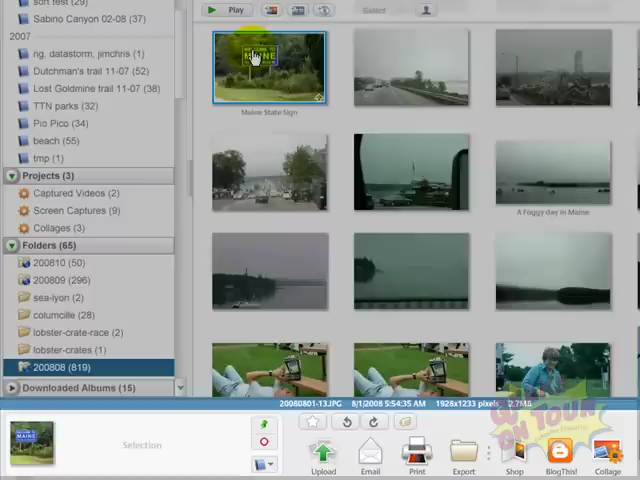 soft test (29)
Sabino Canyon 02-08 (37)
2007
rig, datastorm, jimchris (1)
Dutchman's trail 11-07 (52)
Lost Goldmine trail 11-07 (38)
TTN parks (32)
Pio Pico (34)
beach (55)
tmp (1)
Projects (3)
Captured Videos (2)
Screen Captures (9)
Collages (3)
Folders (65)
200810 (50)
200809 (296)
sea-lyon (2)
columcille (28)
lobster-crate-race (2)
lobster-crates (1)
200808 (819)
Downloaded Albums (15)
Play
Select
WELCOME TO
MAINE
Maine State Sign
A Foggy day in Maine
20080801-13.JPG 8/1/2008 5:54:35 AM 1928x1233 pixels 2.7MB
Selection
Upload
Email
Print
Export
Shop
BlogThis!
Collage
ON TOUR